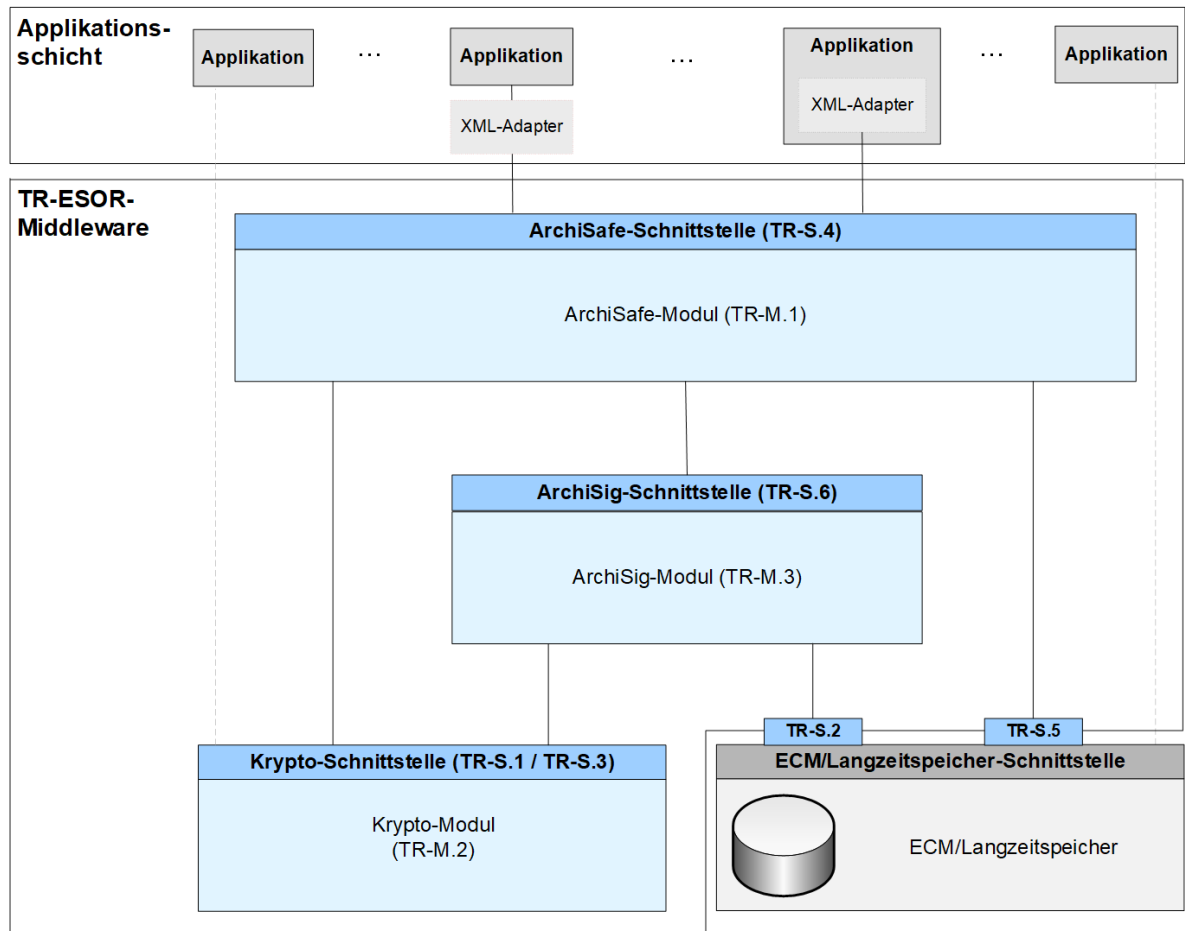 Applikations-
schicht
Applikation
...
Applikation
...
Applikation
...
Applikation
XML-Adapter
XML-Adapter
TR-ESOR-
Middleware
ArchiSafe-Schnittstelle (TR-S.4)
ArchiSafe-Modul (TR-M.1)
ArchiSig-Schnittstelle (TR-S.6)
ArchiSig-Modul (TR-M.3)
TR-S.2
TR-S.5
Krypto-Schnittstelle (TR-S.1 / TR-S.3)
ECM/Langzeitspeicher-Schnittstelle
Krypto-Modul
(TR-M.2)
ECM/Langzeitspeicher